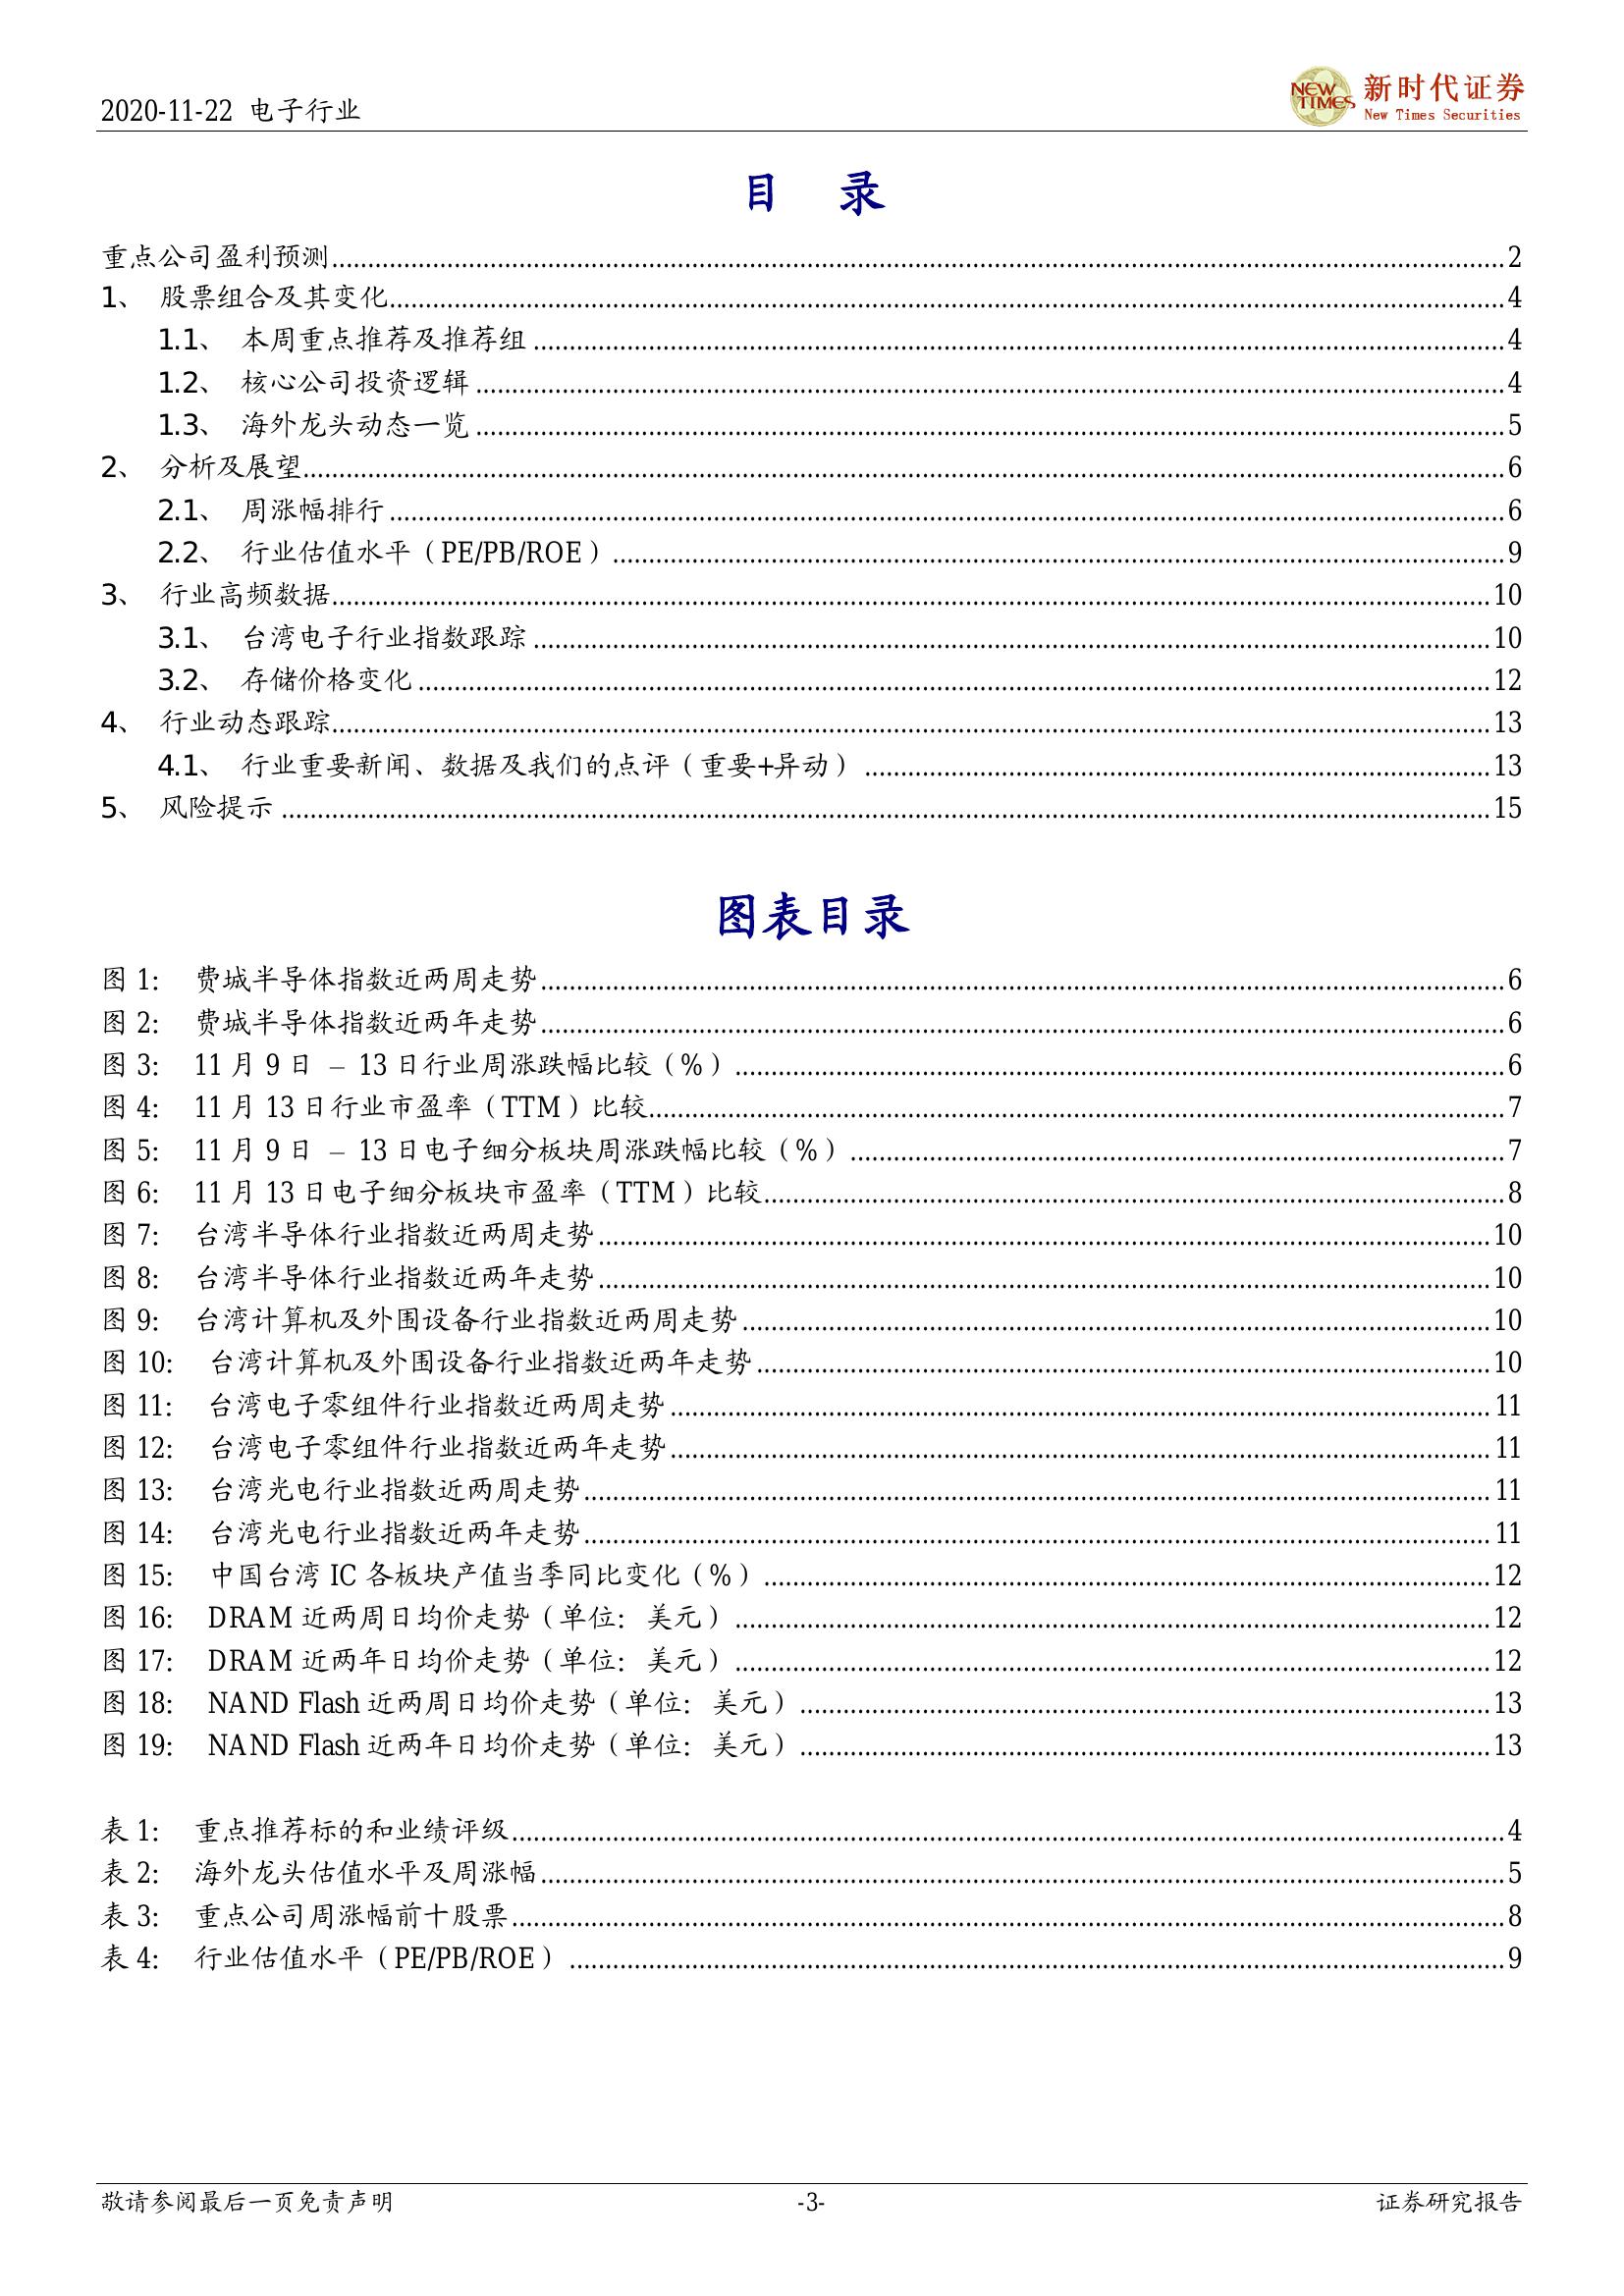 2020-11-22 电子行业
NEW TIMES 新时代证券
New Times Securities
目 录
重点公司盈利预测........2
1、 股票组合及其变化........4
1.1、 本周重点推荐及推荐组........4
1.2、 核心公司投资逻辑........4
1.3、 海外龙头动态一览........5
2、 分析及展望........6
2.1、 周涨幅排行........6
2.2、 行业估值水平（PE/PB/ROE）........9
3、 行业高频数据........10
3.1、 台湾电子行业指数跟踪........10
3.2、 存储价格变化........12
4、 行业动态跟踪........13
4.1、 行业重要新闻、数据及我们的点评（重要+异动）........13
5、 风险提示........15
图表目录
图 1: 费城半导体指数近两周走势........6
图 2: 费城半导体指数近两年走势........6
图 3: 11 月 9 日 – 13 日行业周涨跌幅比较（%）........6
图 4: 11 月 13 日行业市盈率（TTM）比较........7
图 5: 11 月 9 日 – 13 日电子细分板块周涨跌幅比较（%）........7
图 6: 11 月 13 日电子细分板块市盈率（TTM）比较........8
图 7: 台湾半导体行业指数近两周走势........10
图 8: 台湾半导体行业指数近两年走势........10
图 9: 台湾计算机及外围设备行业指数近两周走势........10
图 10: 台湾计算机及外围设备行业指数近两年走势........10
图 11: 台湾电子零组件行业指数近两周走势........11
图 12: 台湾电子零组件行业指数近两年走势........11
图 13: 台湾光电行业指数近两周走势........11
图 14: 台湾光电行业指数近两年走势........11
图 15: 中国台湾 IC 各板块产值当季同比变化（%）........12
图 16: DRAM 近两周日均价走势（单位: 美元）........12
图 17: DRAM 近两年日均价走势（单位: 美元）........12
图 18: NAND Flash 近两周日均价走势（单位: 美元）........13
图 19: NAND Flash 近两年日均价走势（单位: 美元）........13
表 1: 重点推荐标的和业绩评级........4
表 2: 海外龙头估值水平及周涨幅........5
表 3: 重点公司周涨幅前十股票........8
表 4: 行业估值水平（PE/PB/ROE）........9
敬请参阅最后一页免责声明 -3- 证券研究报告